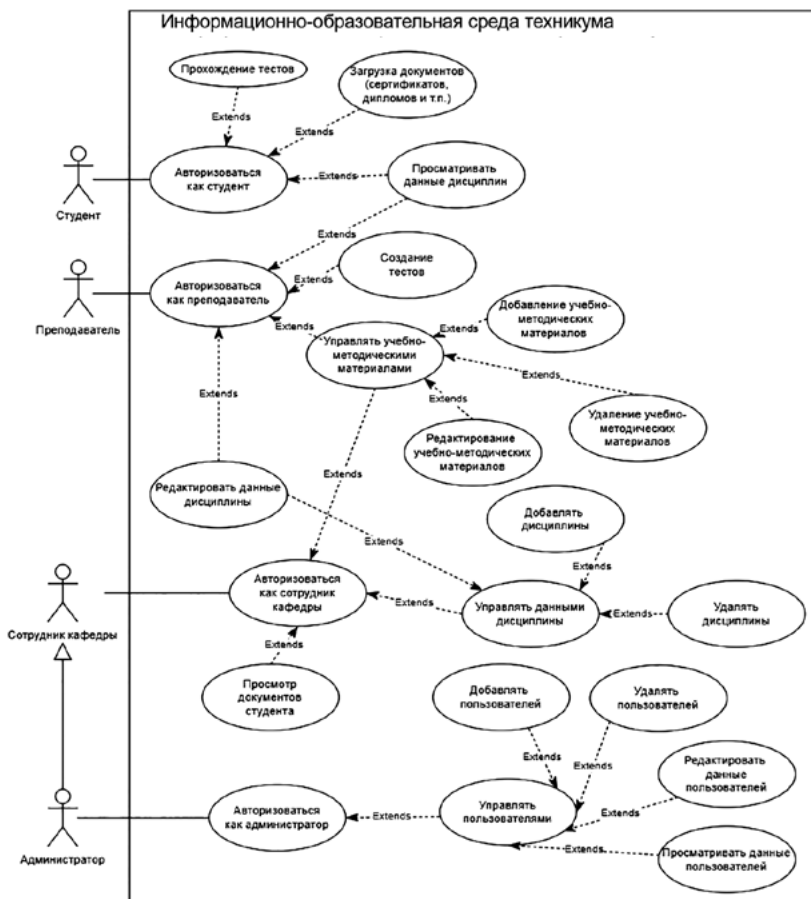 Информационно-образовательная среда техникума
Прохождение тестов
Загрузка документов
(сертификатов,
дипломов и т.п.)
Extends
Extends
Авторизоваться
как студент
Extends
Просматривать
данные дисциплин
Студент
Extends
Создание
тестов
Авторизоваться
как преподаватель
Extends
Преподаватель
Extends
Управлять учебно-
методическими
материалами
Extends
Добавление учебно-
методических
материалов
Extends
Extends
Удаление учебно-
методических
материалов
Extends
Редактирование
учебно-методических
материалов
Extends
Редактировать данные
дисциплины
Добавлять
дисциплины
Extends
Extends
Авторизоваться
как сотрудник
кафедры
Extends
Управлять данными
дисциплины
Extends
Удалять
дисциплины
Сотрудник кафедры
Extends
Просмотр
документов
студента
Добавлять
пользователей
Удалять
пользователей
Extends
Extends
Редактировать
данные
пользователей
Авторизоваться
как администратор
Extends
Управлять
пользователями
Extends
Extends
Просматривать данные
пользователей
Администратор